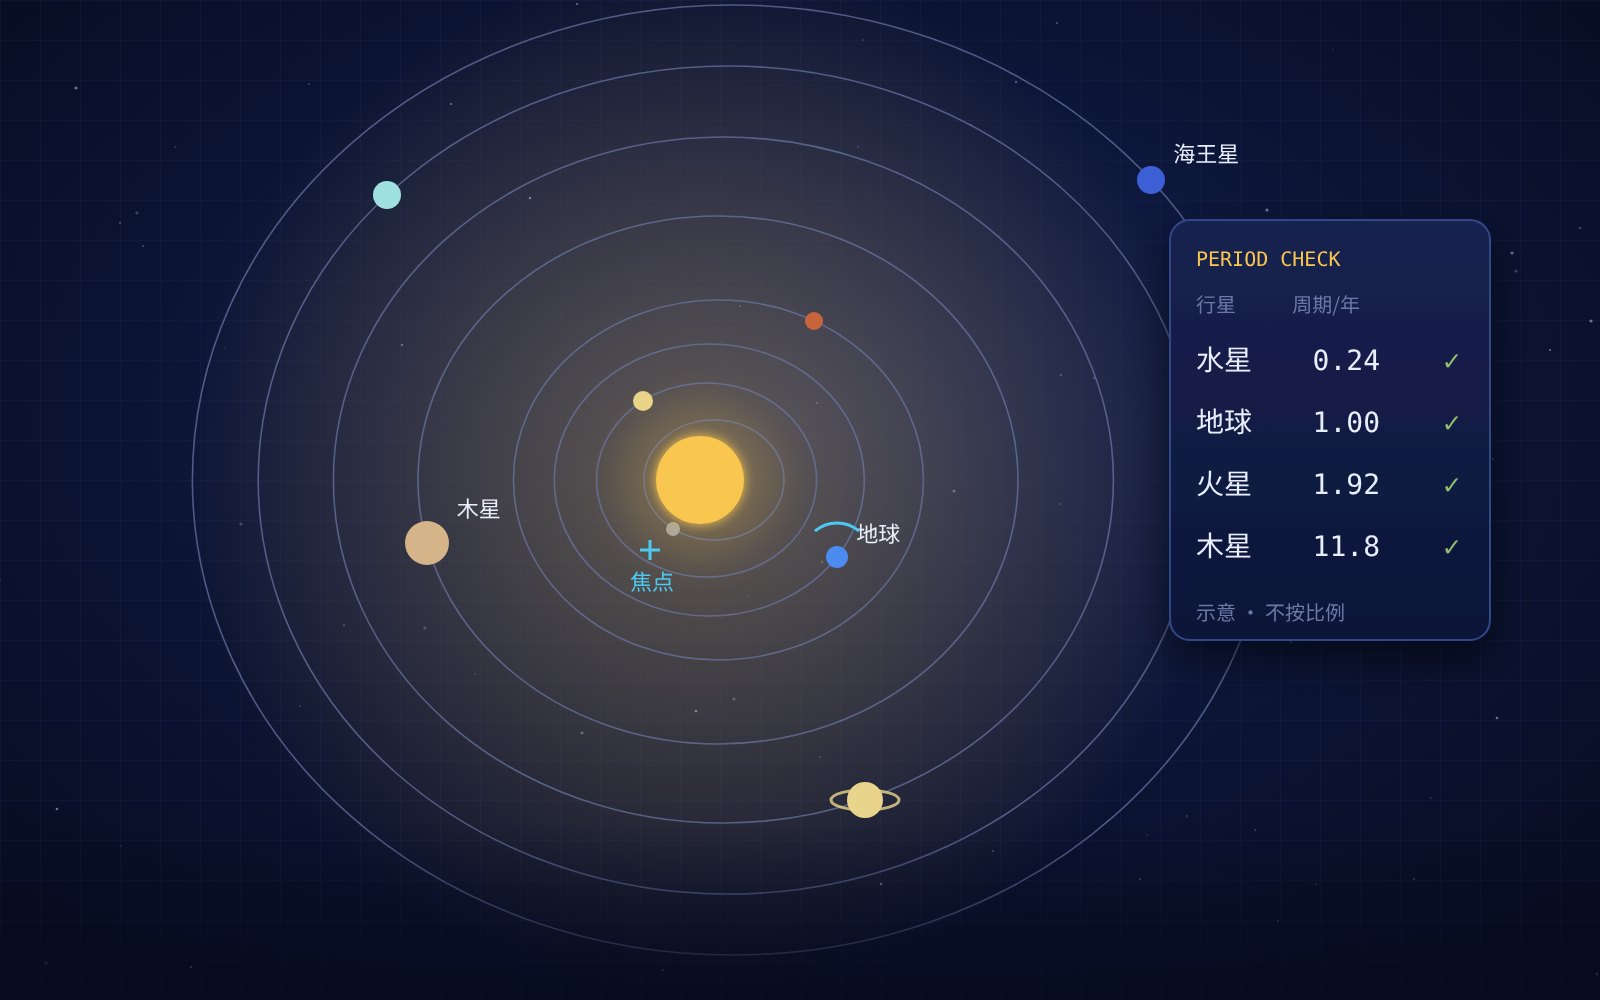 海王星
PERIOD CHECK
行星 周期/年
水星 0.24 ✓
地球 1.00 ✓
火星 1.92 ✓
木星 11.8 ✓
示意 • 不按比例
木星
地球
焦点